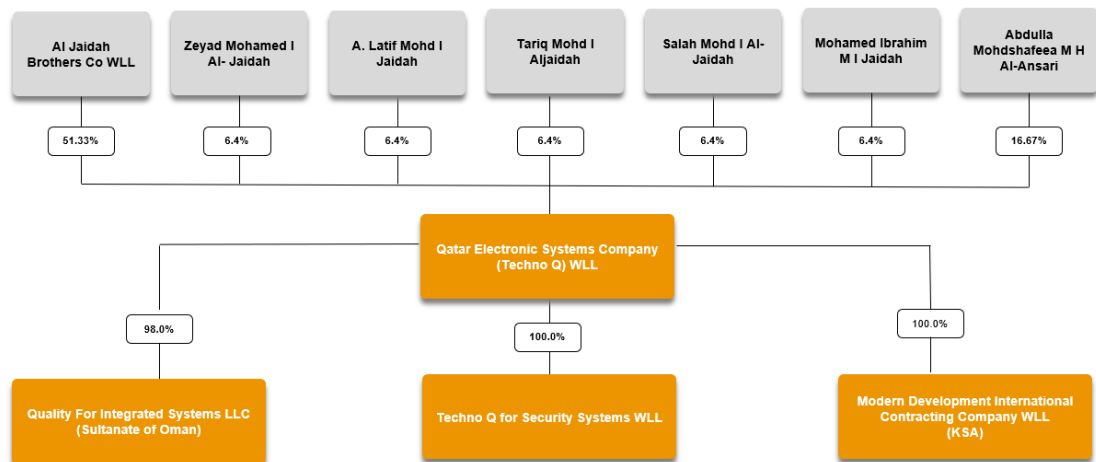 Al Jaidah
Brothers Co WLL
Zeyad Mohamed I
Al- Jaidah
A. Latif Mohd I
Jaidah
Tariq Mohd I
Aljaidah
Salah Mohd I Al-
Jaidah
Mohamed Ibrahim
M I Jaidah
Abdulla
Mohdshafeea M H
Al-Ansari
51.33%
6.4%
6.4%
6.4%
6.4%
6.4%
16.67%
Qatar Electronic Systems Company
(Techno Q) WLL
98.0%
100.0%
100.0%
Quality For Integrated Systems LLC
(Sultanate of Oman)
Techno Q for Security Systems WLL
Modern Development International
Contracting Company WLL
(KSA)